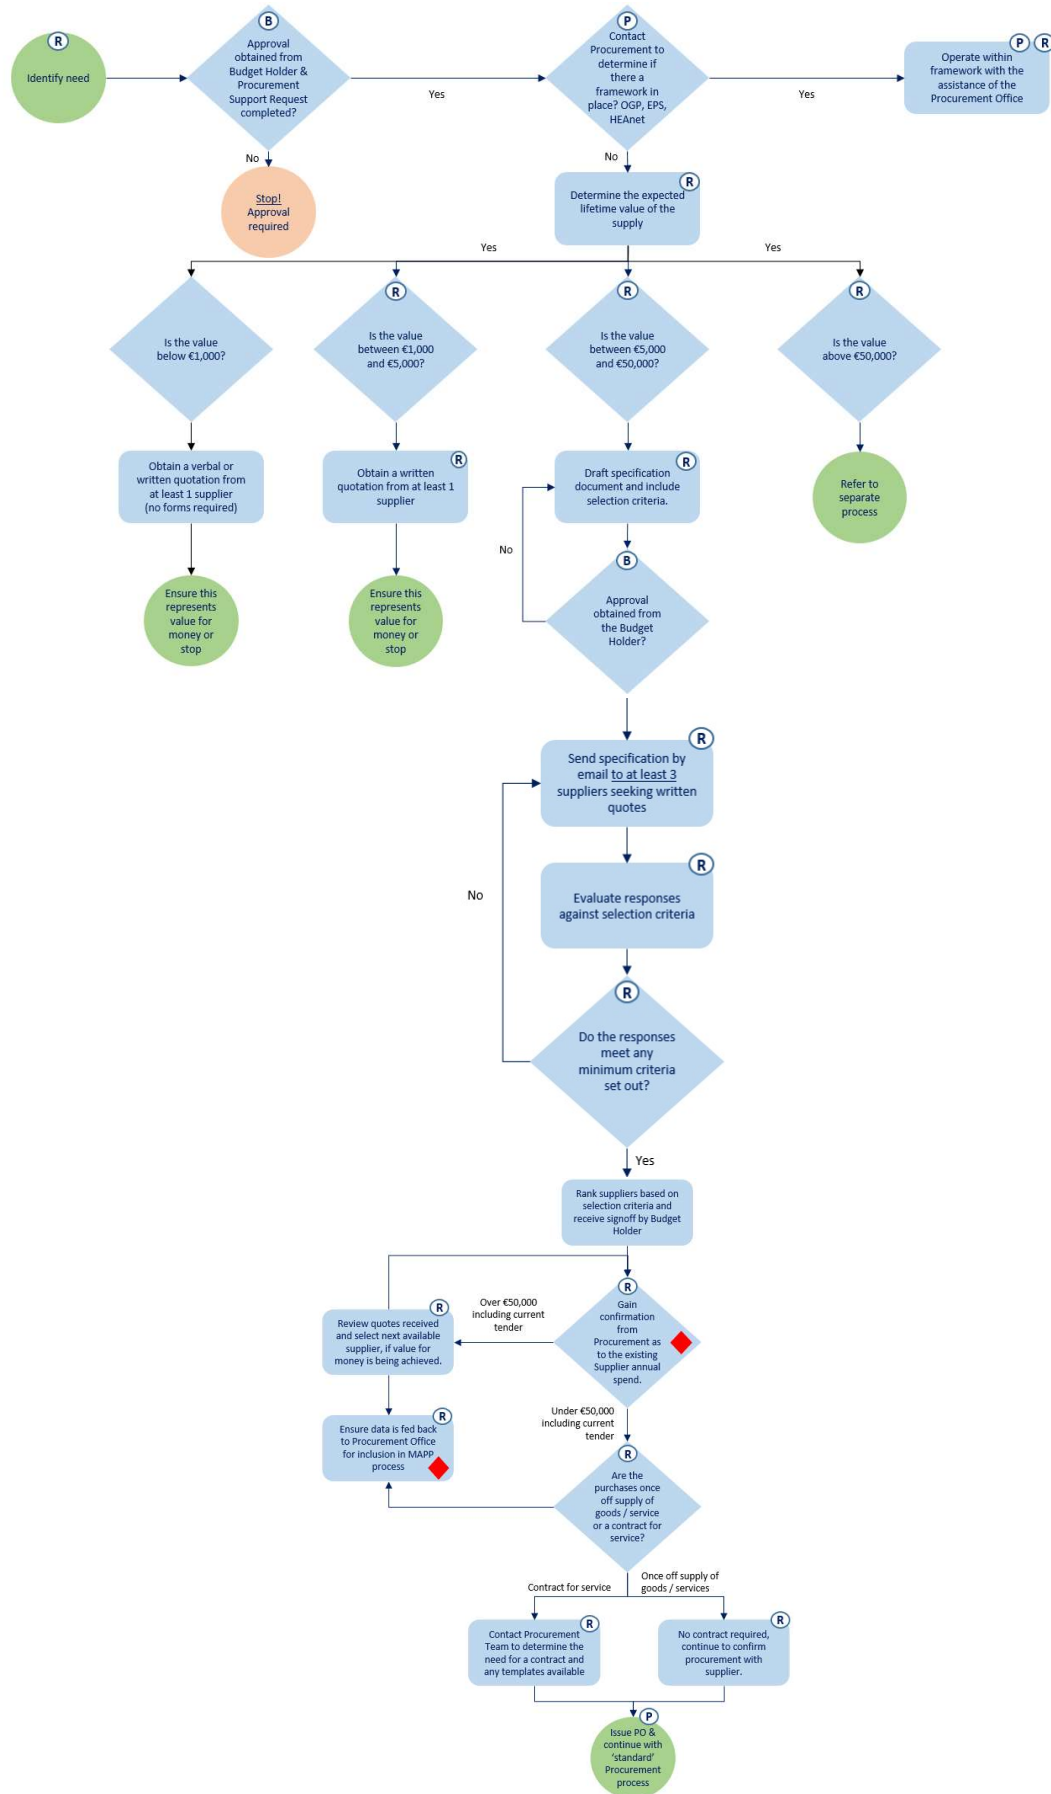 R
Identify need
B
Approval
obtained from
Budget Holder &
Procurement
Support Request
completed?
Yes
No
Stop!
Approval
required
P
Contact
Procurement to
determine if
there a
framework in
place? OGP, EPS,
HEAnet
Yes
No
P R
Operate within
framework with the
assistance of the
Procurement Office
R
Determine the expected
lifetime value of the
supply
Yes
Yes
Is the value
below €1,000?
R
Is the value
between €1,000
and €5,000?
R
Is the value
between €5,000
and €50,000?
R
Is the value
above €50,000?
Obtain a verbal or
written quotation from
at least 1 supplier
(no forms required)
R
Obtain a written
quotation from at least 1
supplier
R
Draft specification
document and include
selection criteria.
Refer to
separate
process
Ensure this
represents
value for
money or
stop
Ensure this
represents
value for
money or
stop
No
B
Approval
obtained from
the Budget
Holder?
R
Send specification by
email to at least 3
suppliers seeking written
quotes
R
Evaluate responses
against selection criteria
No
R
Do the responses
meet any
minimum criteria
set out?
Yes
Rank suppliers based on
selection criteria and
receive signoff by Budget
Holder
R
Gain
confirmation
from
Procurement as
to the existing
Supplier annual
spend.
Over €50,000
including current
tender
R
Review quotes received
and select next available
supplier, if value for
money is being achieved.
Under €50,000
including current
tender
R
Ensure data is fed back
to Procurement Office
for inclusion in MAPP
process
R
Are the
purchases once
off supply of
goods / service
or a contract for
service?
Contract for service
Once off supply of
goods / services
R
Contact Procurement
Team to determine the
need for a contract and
any templates available
R
No contract required,
continue to confirm
procurement with
supplier.
P
Issue PO &
continue with
'standard'
Procurement
process